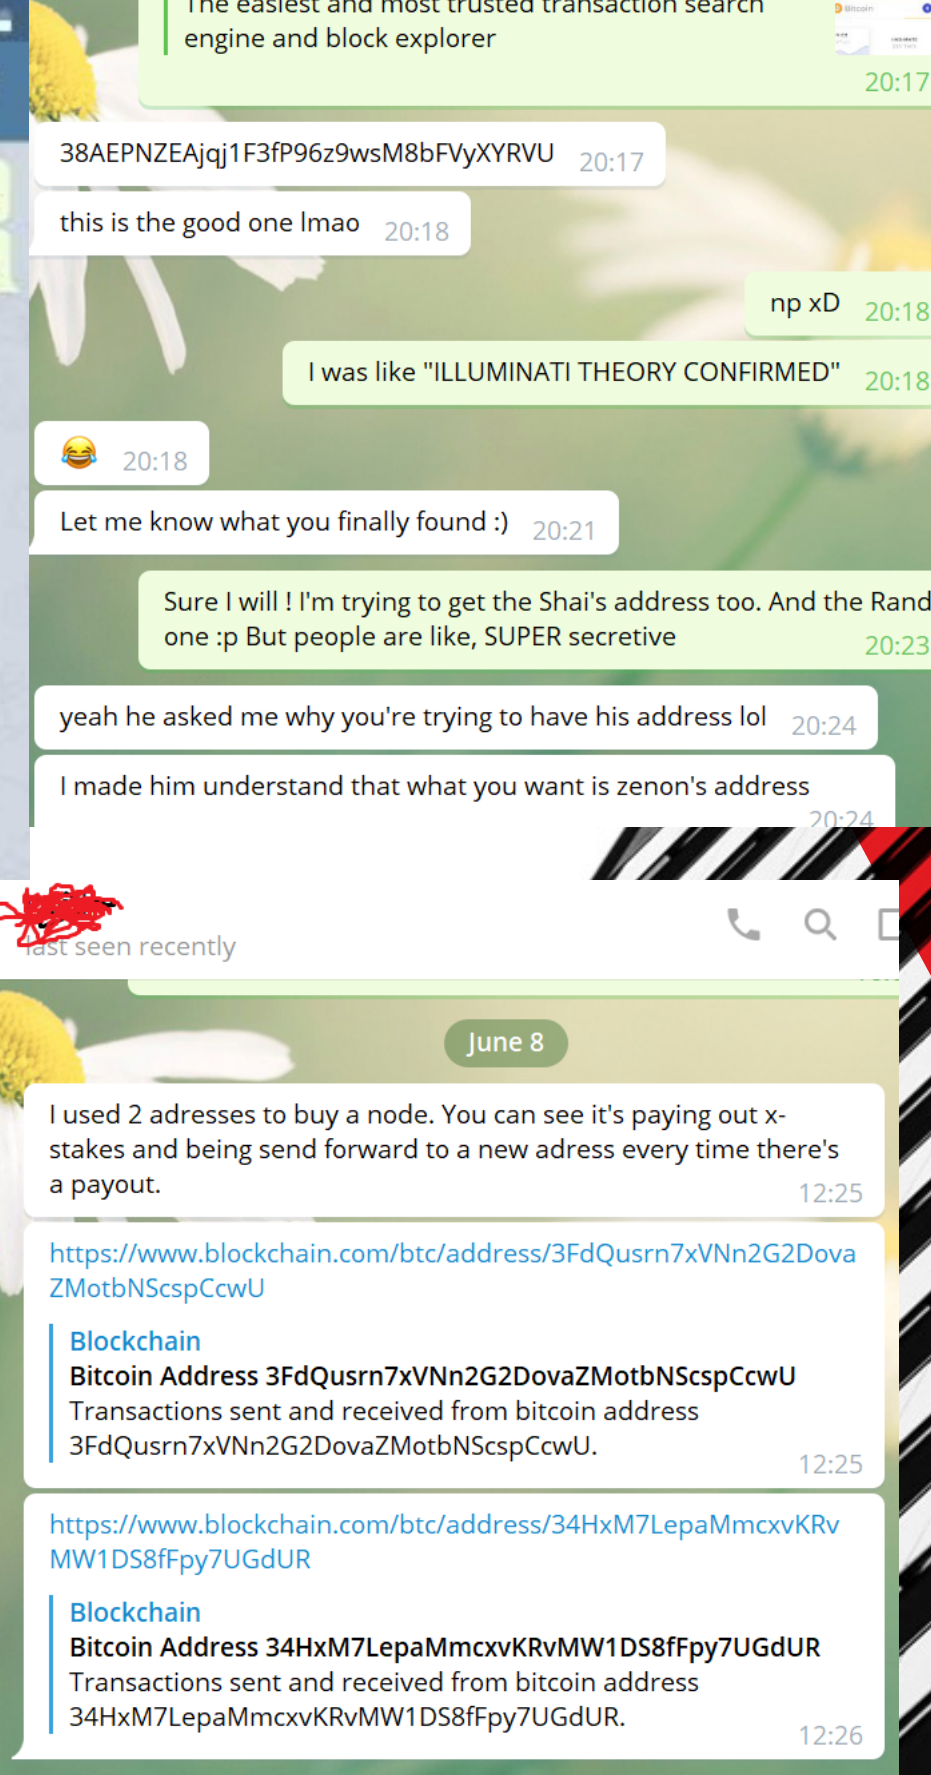 The easiest and most trusted transaction search
engine and block explorer
Bitcoin
20:17
38AEPNZEAjqj1F3fP96z9wsM8bFVyXYRVU 20:17
this is the good one lmao 20:18
np xD 20:18
I was like "ILLUMINATI THEORY CONFIRMED" 20:18
😂 20:18
Let me know what you finally found :) 20:21
Sure I will ! I'm trying to get the Shai's address too. And the Rand
one :p But people are like, SUPER secretive 20:23
yeah he asked me why you're trying to have his address lol 20:24
I made him understand that what you want is zenon's address
20:24
last seen recently
June 8
I used 2 adresses to buy a node. You can see it's paying out x-
stakes and being send forward to a new adress every time there's
a payout. 12:25
https://www.blockchain.com/btc/address/3FdQusrn7xVNn2G2Dova
ZMotbNScspCcwU
Blockchain
Bitcoin Address 3FdQusrn7xVNn2G2DovaZMotbNScspCcwU
Transactions sent and received from bitcoin address
3FdQusrn7xVNn2G2DovaZMotbNScspCcwU.
12:25
https://www.blockchain.com/btc/address/34HxM7LepaMmcxvKRv
MW1DS8fFpy7UGdUR
Blockchain
Bitcoin Address 34HxM7LepaMmcxvKRvMW1DS8fFpy7UGdUR
Transactions sent and received from bitcoin address
34HxM7LepaMmcxvKRvMW1DS8fFpy7UGdUR.
12:26